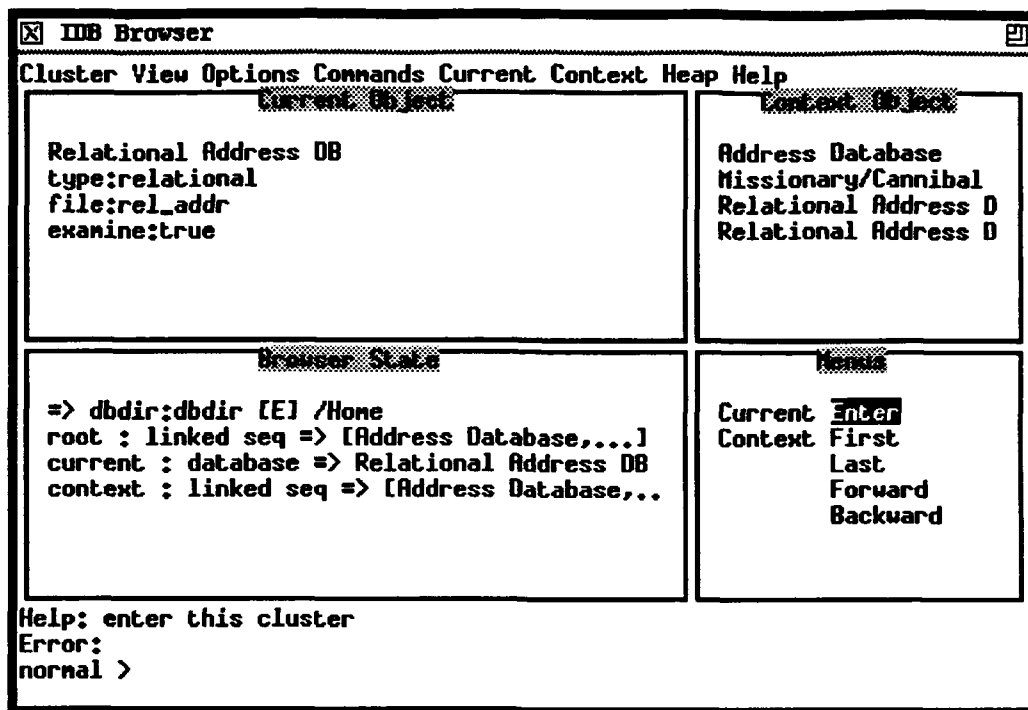 IDB Browser
Cluster View Options Commands Current Context Heap Help
Current Object
Relational Address DB
type:relational
file:rel_addr
examine:true
Context Object
Address Database
Missionary/Cannibal
Relational Address D
Relational Address D
Browser State
=> dbdir:dbdir [E] /Home
root : linked seq => [Address Database,...]
current : database => Relational Address DB
context : linked seq => [Address Database,..
Menus
Current Enter
Context First
Last
Forward
Backward
Help: enter this cluster
Error:
normal >